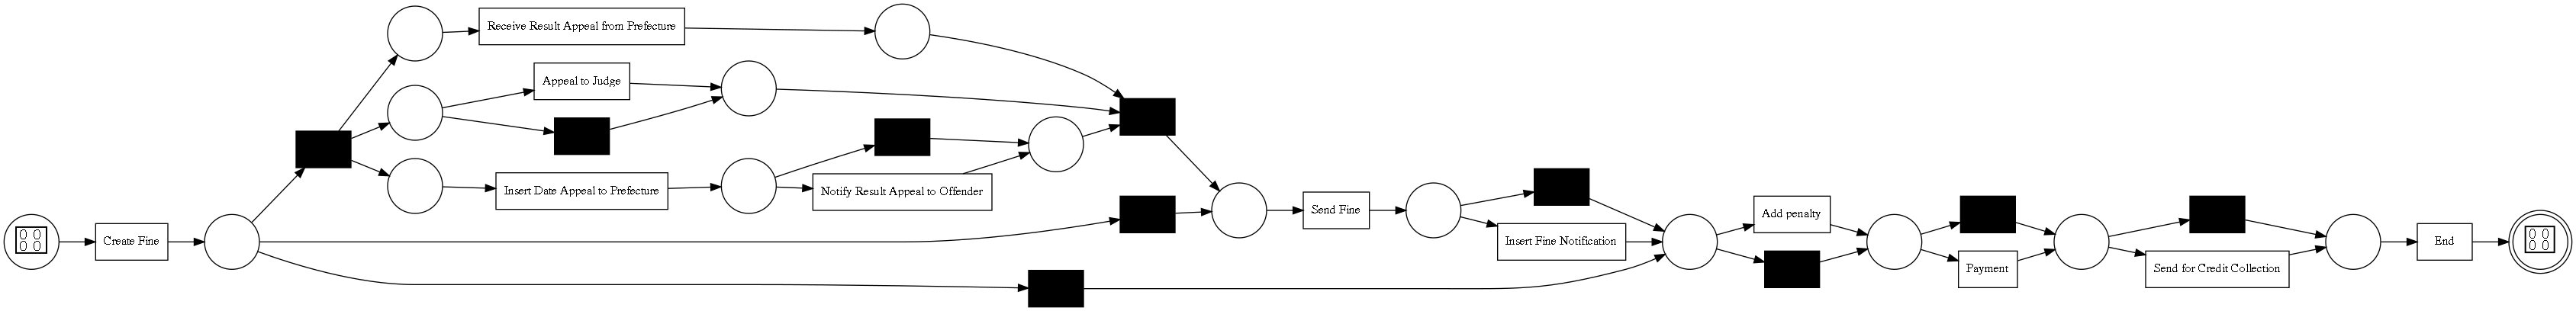 Receive Result Appeal from Prefecture
Appeal to Judge
Insert Date Appeal to Prefecture
Notify Result Appeal to Offender
Create Fine
Send Fine
Insert Fine Notification
Add penalty
Payment
Send for Credit Collection
End